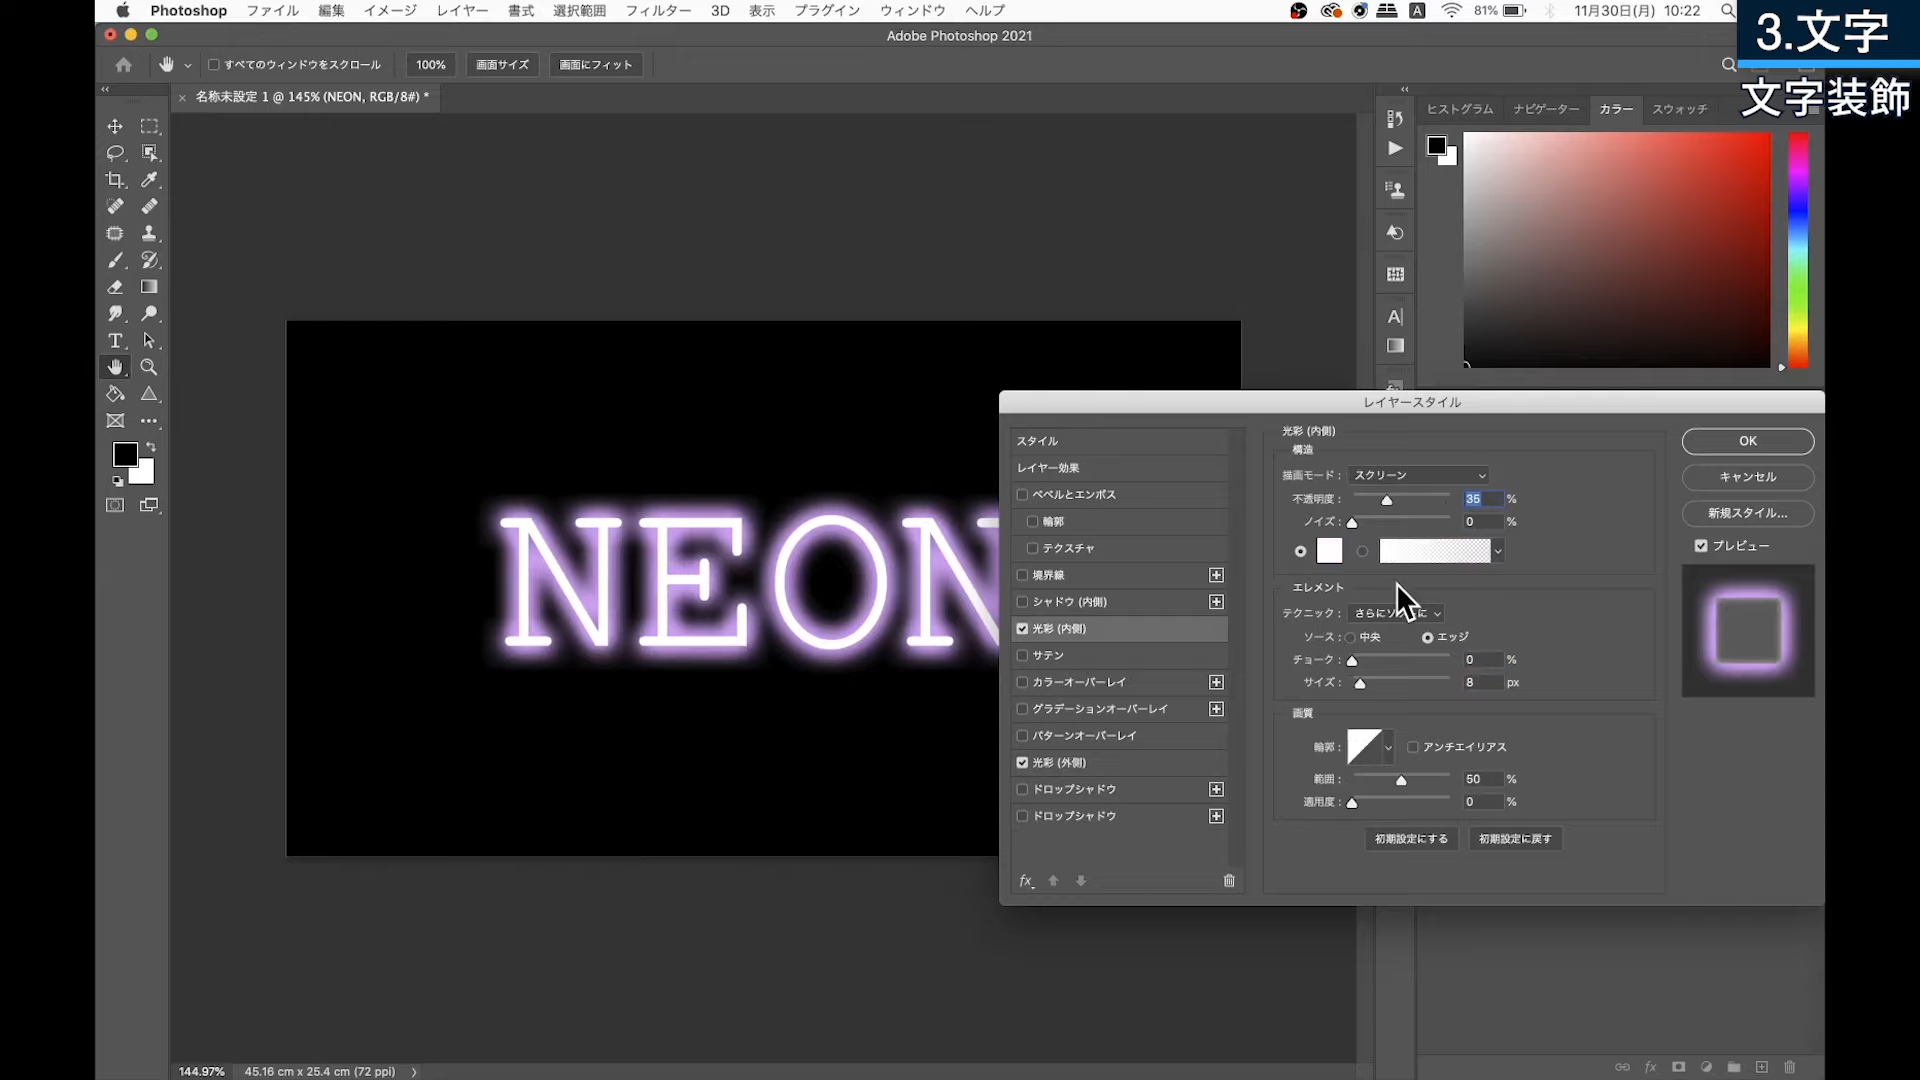 Photoshop ファイル 編集 イメージ レイヤー 書式 選択範囲 フィルター 3D 表示 プラグイン ウィンドウ ヘルプ A 81% 11月30日(月) 10:22
Adobe Photoshop 2021
3.文字
文字装飾
すべてのウィンドウをスクロール 100% 画面サイズ 画面にフィット
× 名称未設定 1 @ 145% (NEON, RGB/8#) *
ヒストグラム ナビゲーター カラー スウォッチ
NEON
レイヤースタイル
スタイル
レイヤー効果
ベベルとエンボス
輪郭
テクスチャ
境界線
シャドウ (内側)
光彩 (内側)
サテン
カラーオーバーレイ
グラデーションオーバーレイ
パターンオーバーレイ
光彩 (外側)
ドロップシャドウ
ドロップシャドウ
fx
光彩 (内側)
構造
描画モード : スクリーン
不透明度 : 35 %
ノイズ : 0 %
エレメント
テクニック :
ソース : 中央 エッジ
チョーク : 0 %
サイズ : 8 px
画質
輪郭 : アンチエイリアス
範囲 : 50 %
適用度 : 0 %
初期設定にする 初期設定に戻す
OK
キャンセル
新規スタイル...
プレビュー
144.97% 45.16 cm x 25.4 cm (72 ppi)
fx